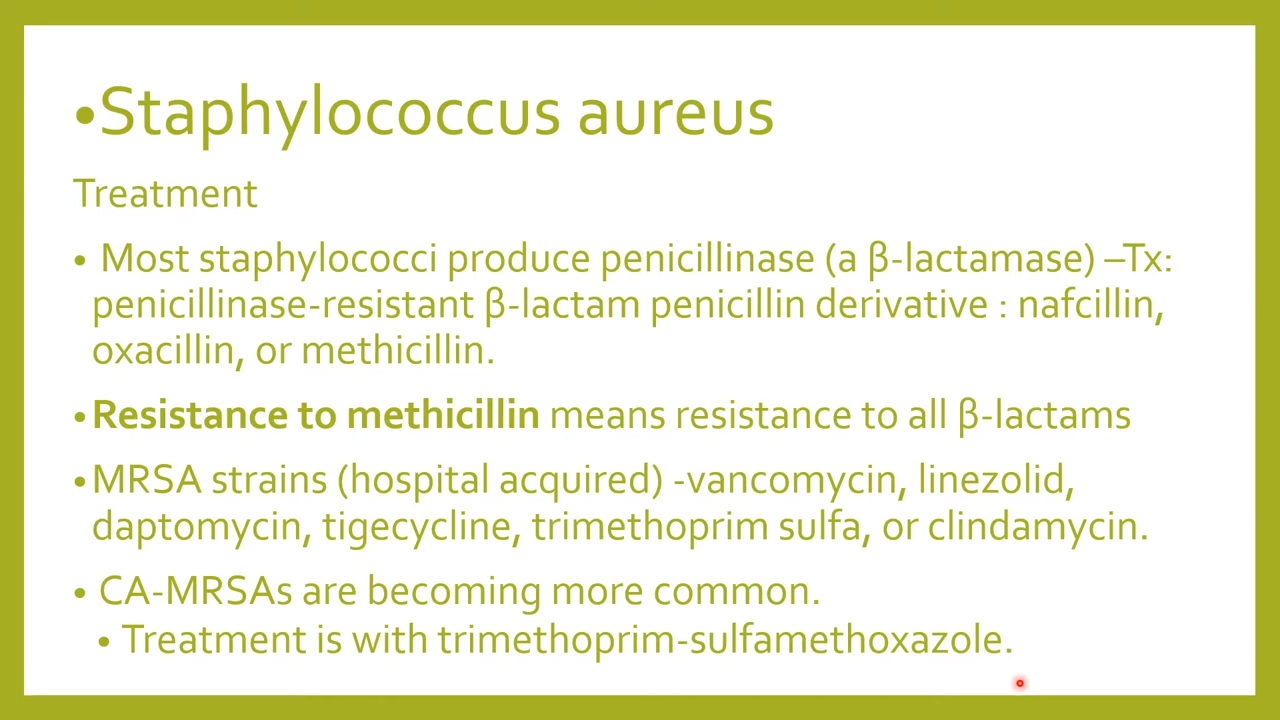 •Staphylococcus aureus
Treatment
• Most staphylococci produce penicillinase (a β-lactamase) –Tx:
penicillinase-resistant β-lactam penicillin derivative : nafcillin,
oxacillin, or methicillin.
•Resistance to methicillin means resistance to all β-lactams
•MRSA strains (hospital acquired) -vancomycin, linezolid,
daptomycin, tigecycline, trimethoprim sulfa, or clindamycin.
• CA-MRSAs are becoming more common.
• Treatment is with trimethoprim-sulfamethoxazole.